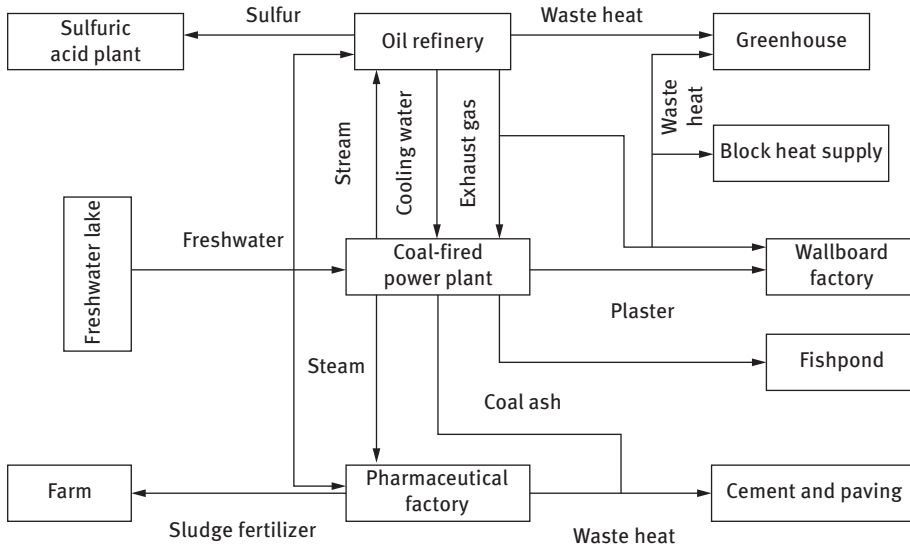 Sulfur
Waste heat
Sulfuric
acid plant
Oil refinery
Greenhouse
Stream
Cooling water
Exhaust gas
Waste
heat
Block heat supply
Freshwater lake
Freshwater
Coal-fired
power plant
Wallboard
factory
Plaster
Steam
Fishpond
Coal ash
Farm
Pharmaceutical
factory
Cement and paving
Sludge fertilizer
Waste heat